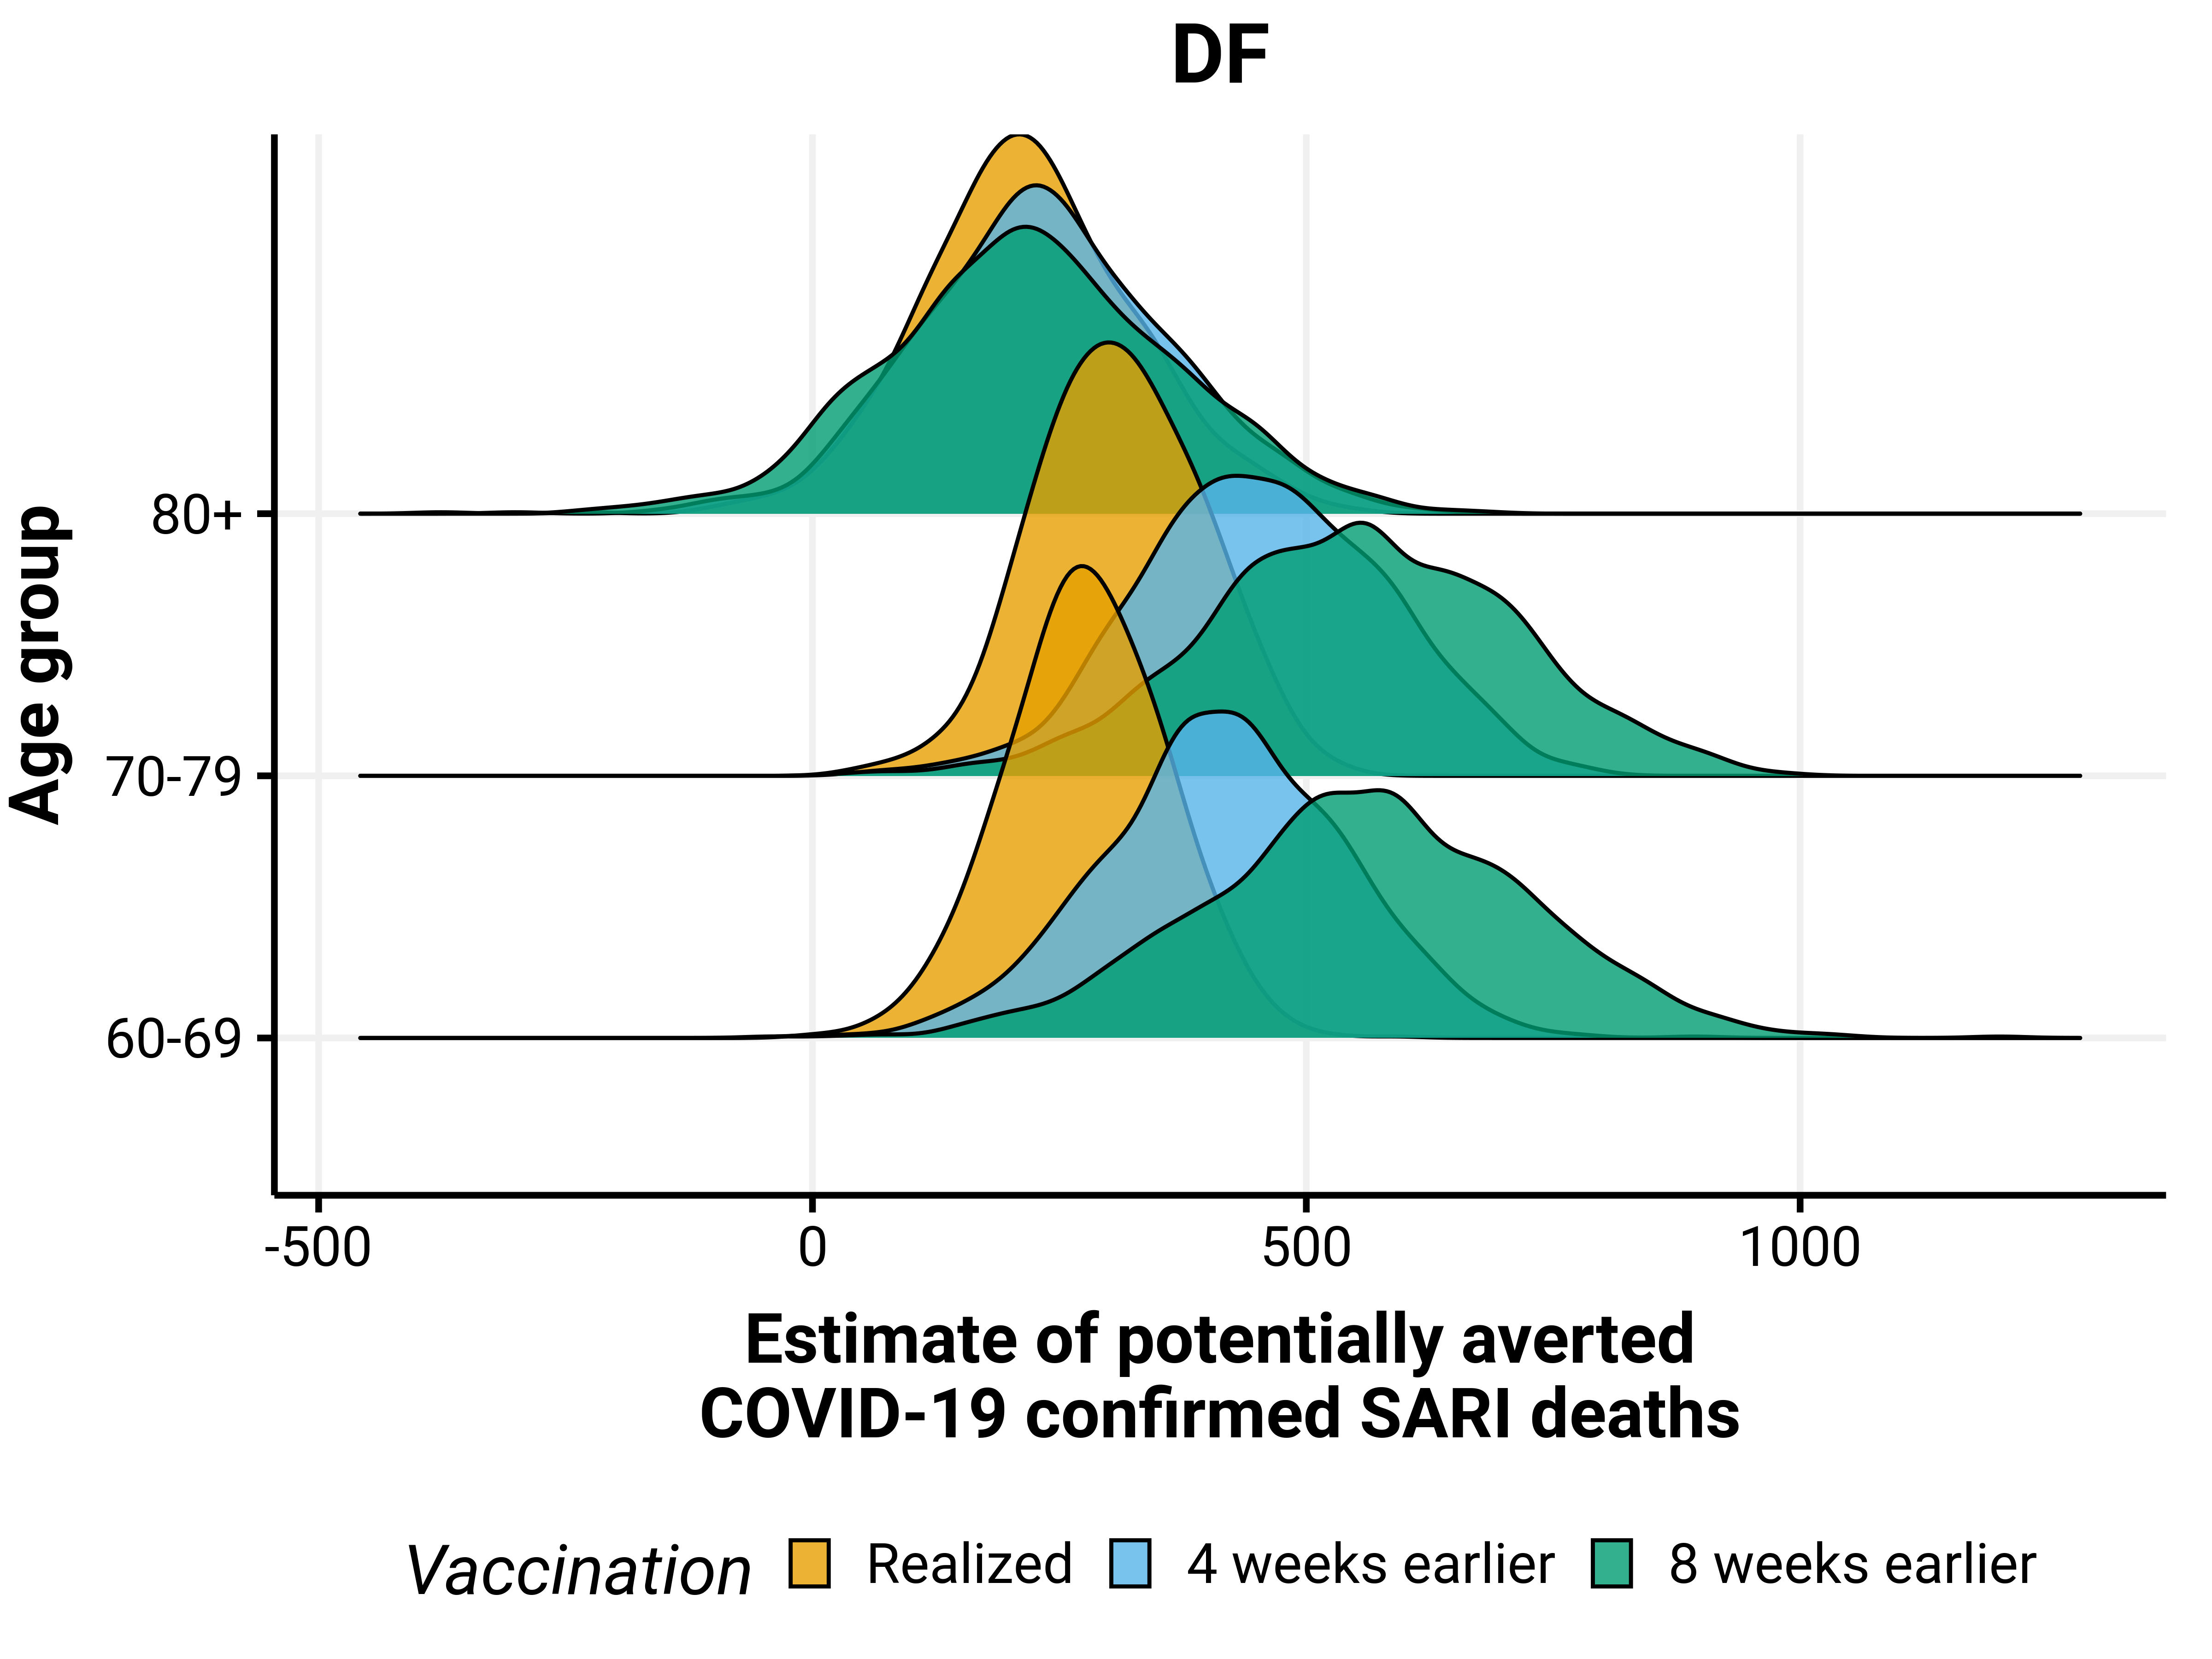 DF
Age group
80+
70-79
60-69
-500 0 500 1000
Estimate of potentially averted
COVID-19 confirmed SARI deaths
Vaccination Realized 4 weeks earlier 8 weeks earlier